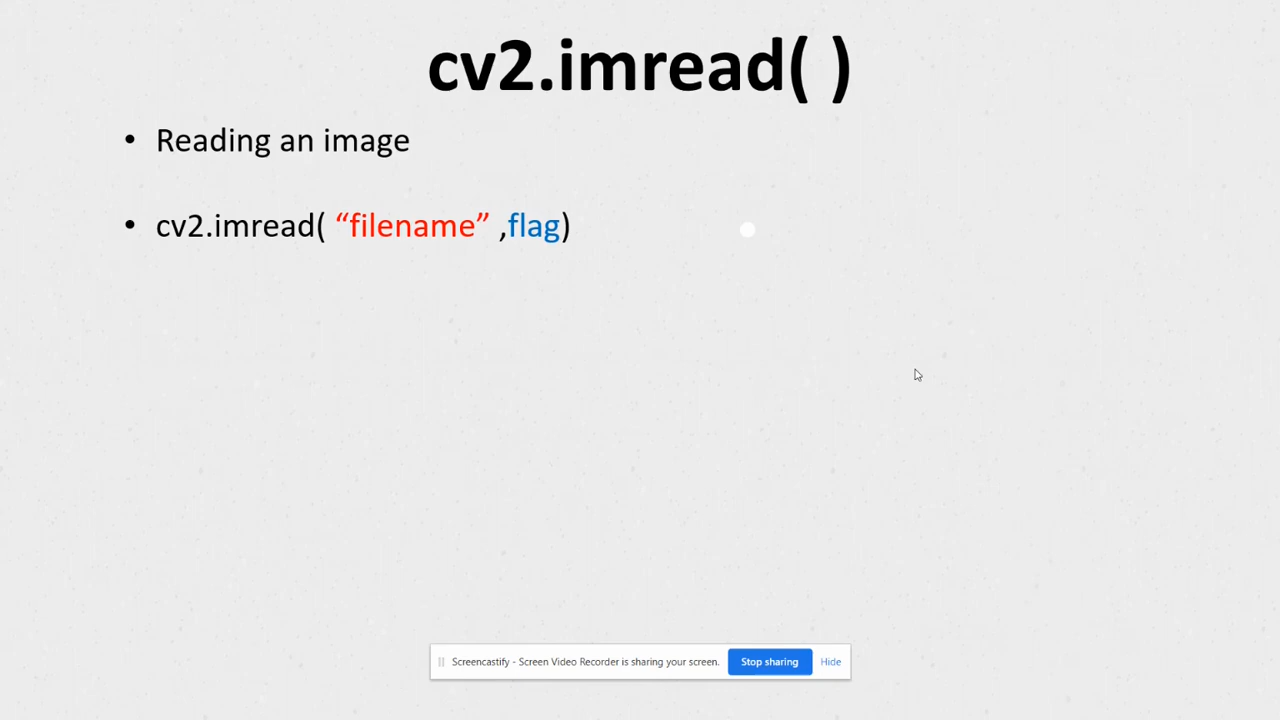 cv2.imread( )
• Reading an image
• cv2.imread( “filename” ,flag)
Screencastify - Screen Video Recorder is sharing your screen. Stop sharing Hide